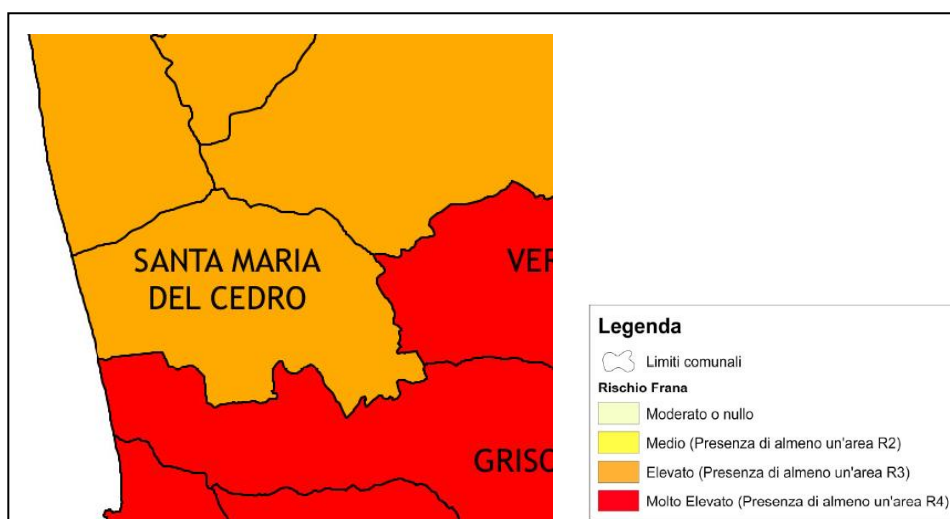 SANTA MARIA
DEL CEDRO
VER
GRISO
Legenda
Limiti comunali
Rischio Frana
Moderato o nullo
Medio (Presenza di almeno un'area R2)
Elevato (Presenza di almeno un'area R3)
Molto Elevato (Presenza di almeno un'area R4)